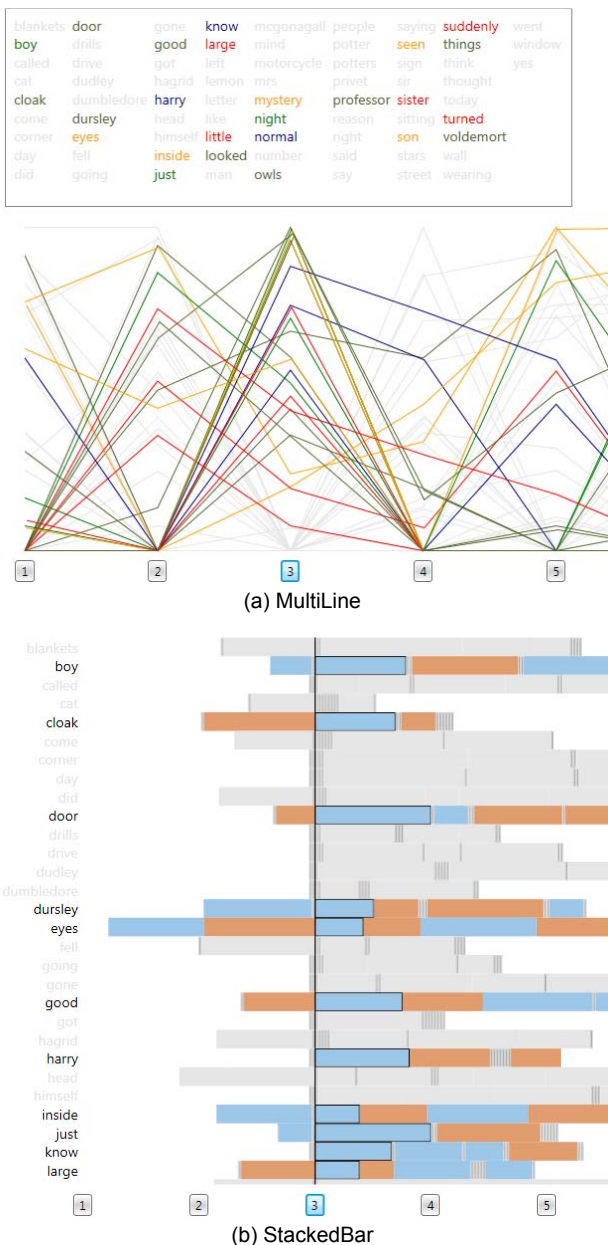 blankets door gone know mcgonagall people saying suddenly went
boy drills good large mind potter seen things window
called drive got left motorcycle potters sign think yes
cat dudley hagrid lemon mrs privet sir thought
cloak dumbledore harry letter mystery professor sister today
come dursley head like night reason sitting turned
corner eyes himself little normal right son voldemort
day fell inside looked number said stars wall
did going just man owls say street wearing
1 2 3 4 5
(a) MultiLine
blankets
boy
called
cat
cloak
come
corner
day
did
door
drills
drive
dudley
dumbledore
dursley
eyes
fell
going
gone
good
got
hagrid
harry
head
himself
inside
just
know
large
1 2 3 4 5
(b) StackedBar